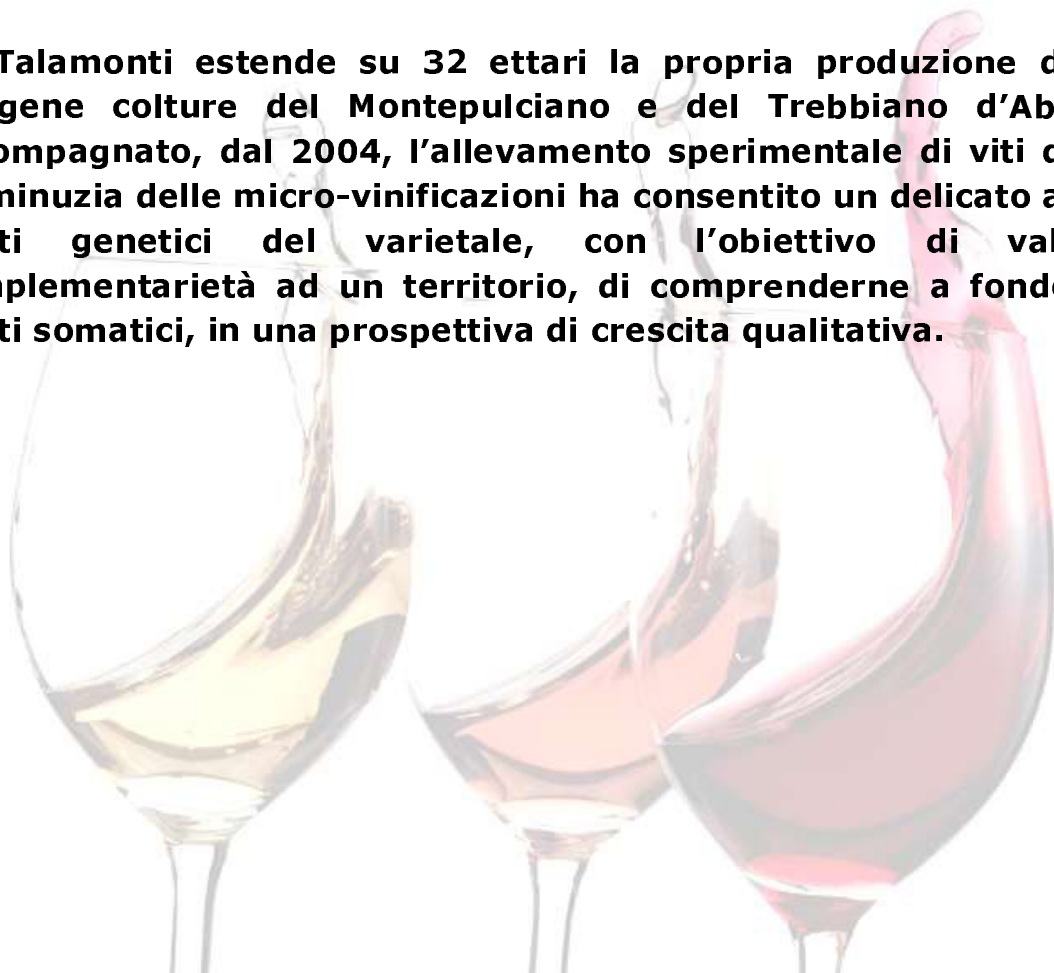 Talamonti estende su 32 ettari la propria produzione d
gene colture del Montepulciano e del Trebbiano d’Ab
ompagnato, dal 2004, l’allevamento sperimentale di viti d
minuzia delle micro-vinificazioni ha consentito un delicato a
ti genetici del varietale, con l’obiettivo di val
plementarietà ad un territorio, di comprenderne a fondo
ti somatici, in una prospettiva di crescita qualitativa.